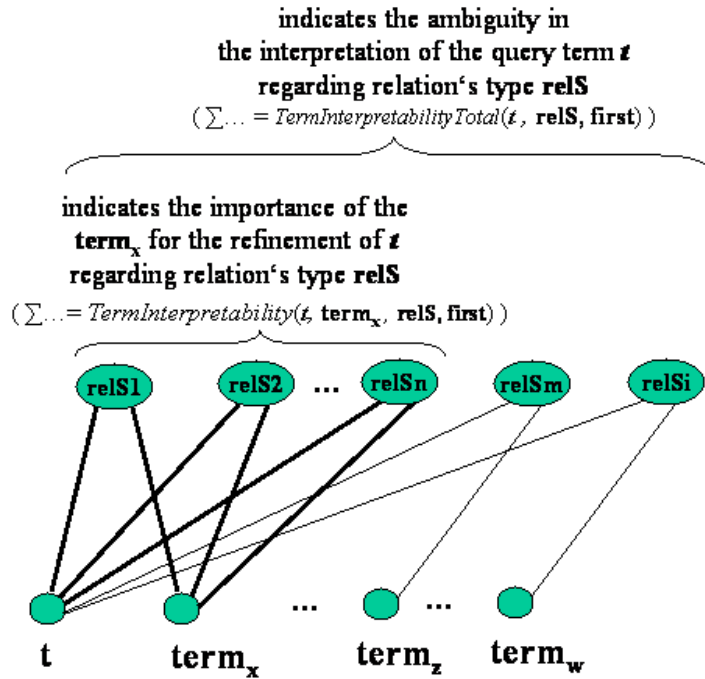 indicates the ambiguity in
the interpretation of the query term t
regarding relation‘s type relS
( ∑... = TermInterpretabilityTotal(t , relS, first) )
indicates the importance of the
termx for the refinement of t
regarding relation‘s type relS
( ∑...= TermInterpretability(t, termx , relS, first) )
relS1 relS2 ... relSn relSm relSi
... ...
t termx termz termw